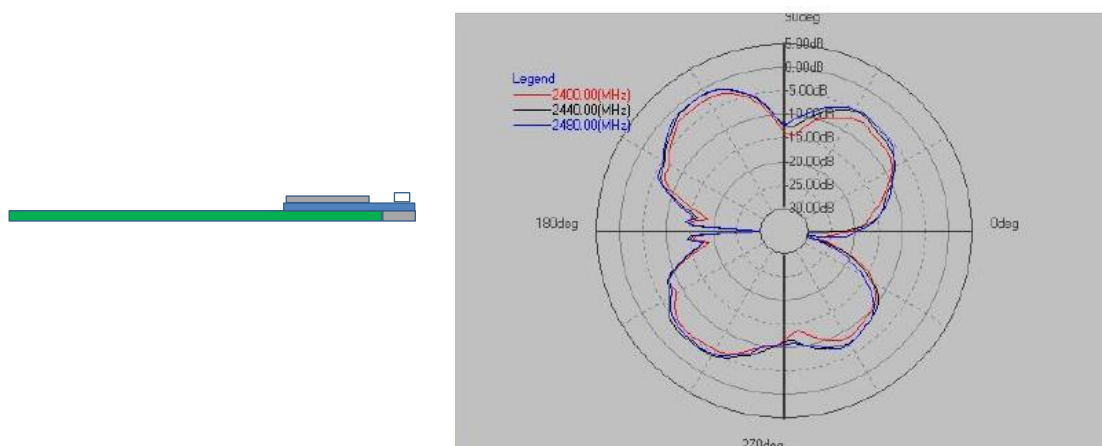 90deg
5.00dB
0.00dB
-5.00dB
-10.00dB
-15.00dB
-20.00dB
-25.00dB
-30.00dB
Legend
2400.00(MHz)
2440.00(MHz)
2480.00(MHz)
180deg
0deg
270deg